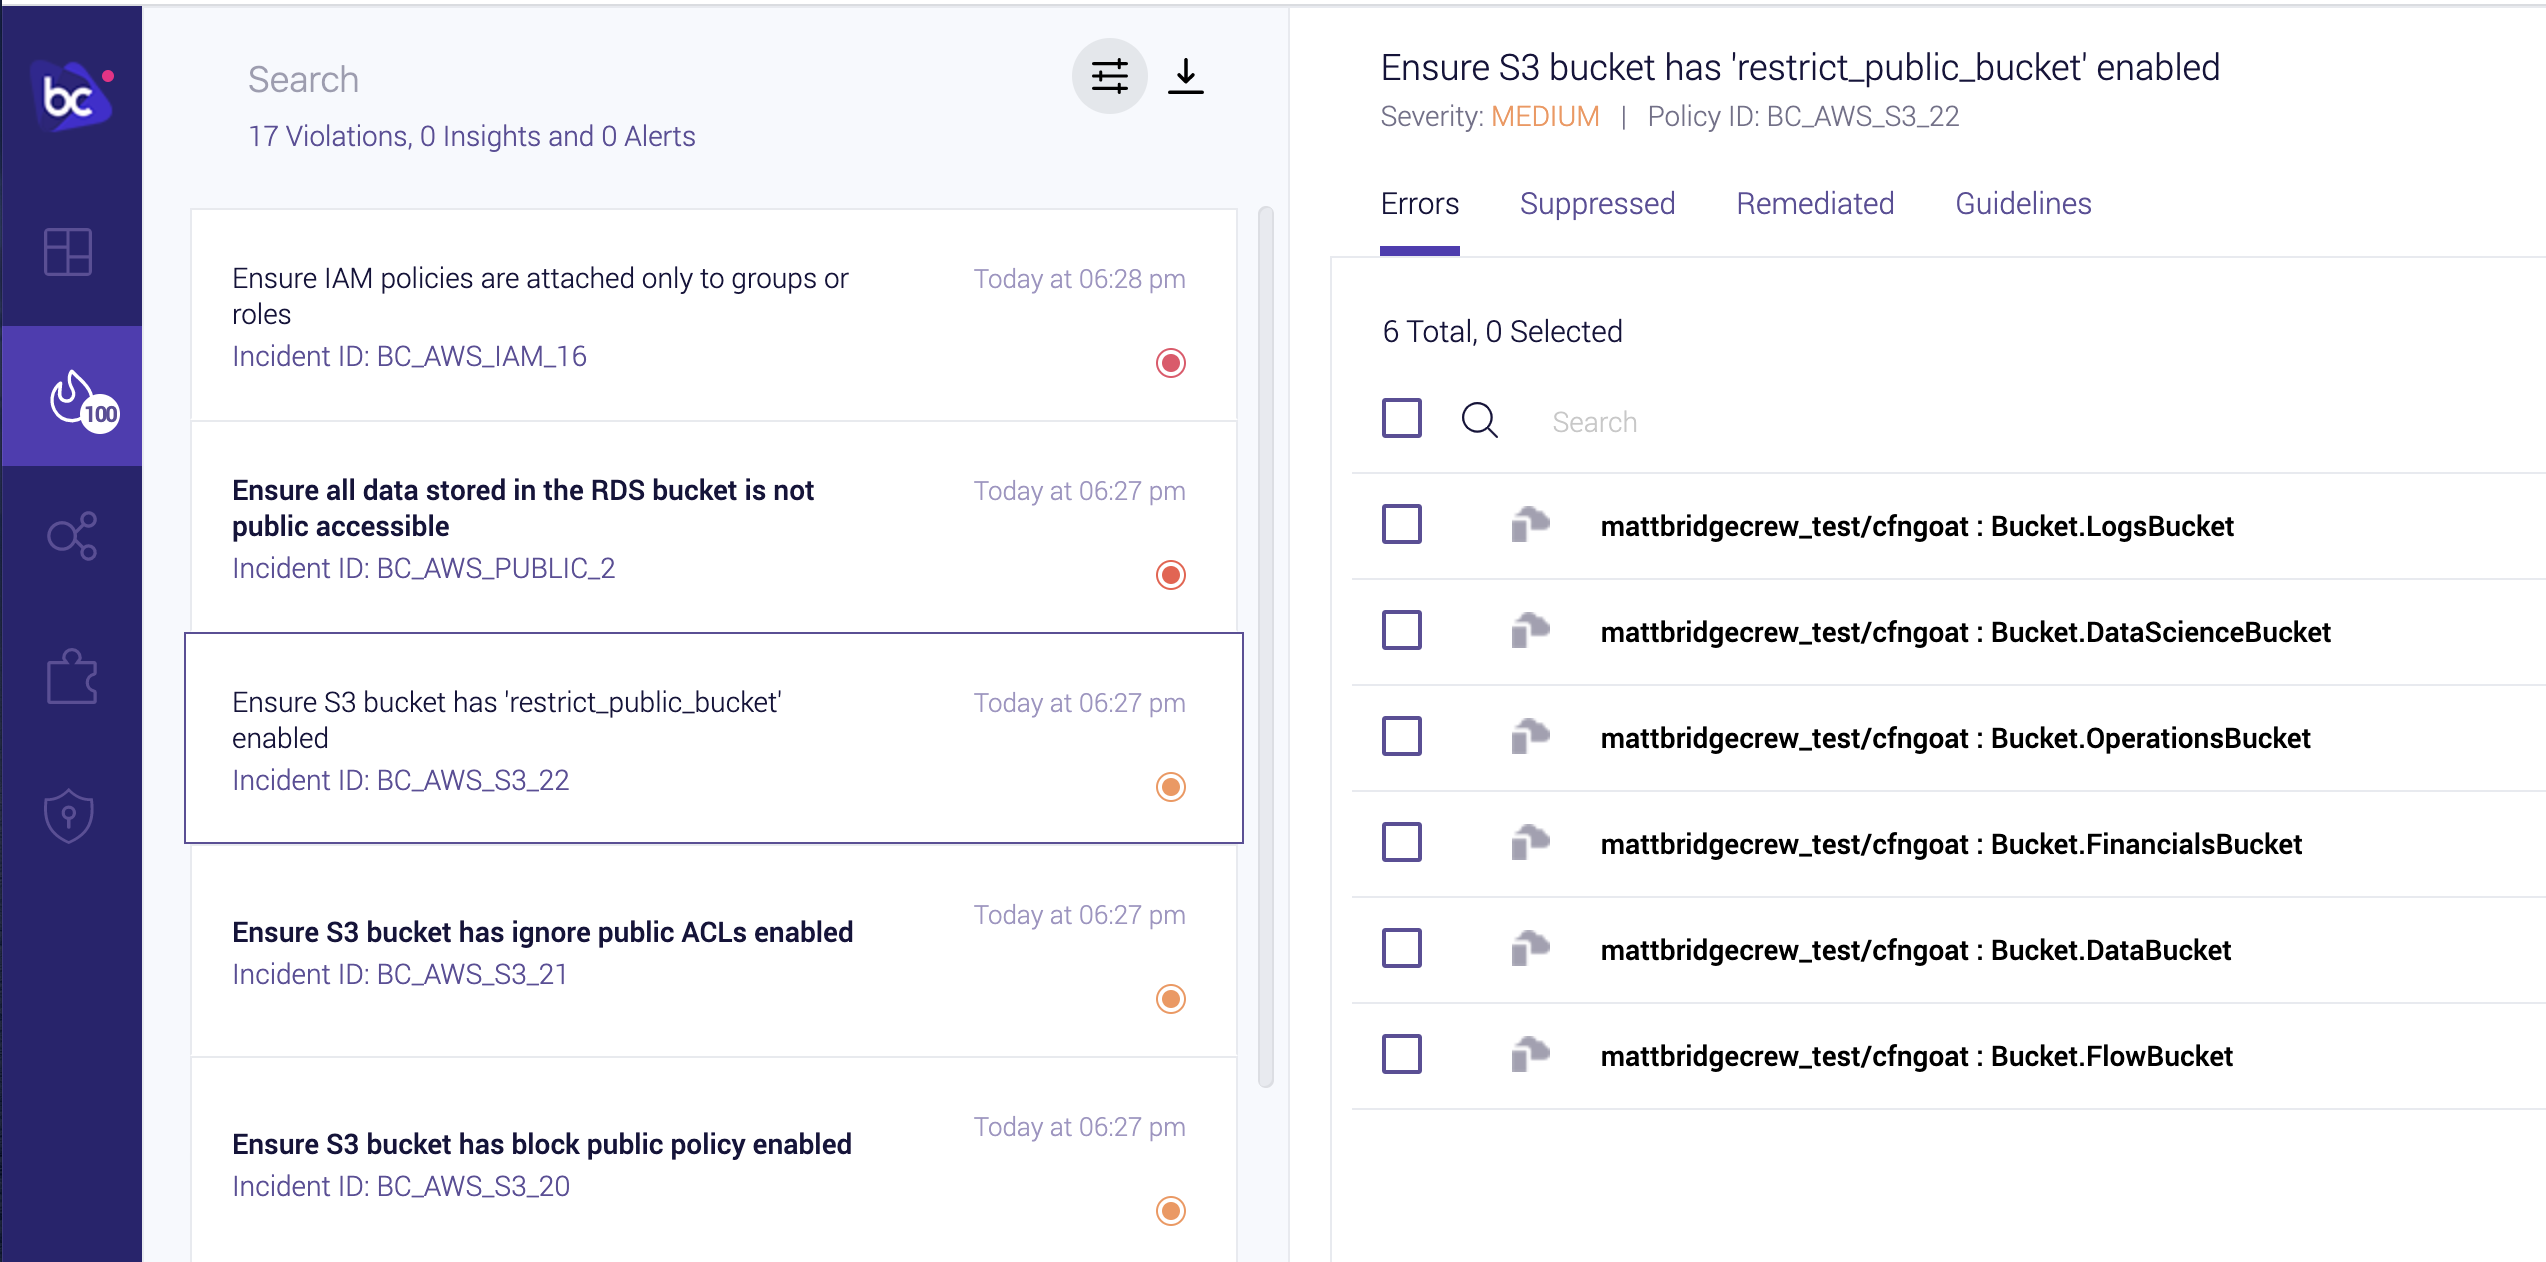 bc
100
Search
17 Violations, 0 Insights and 0 Alerts
Ensure IAM policies are attached only to groups or
roles
Incident ID: BC_AWS_IAM_16
Today at 06:28 pm
Ensure all data stored in the RDS bucket is not
public accessible
Incident ID: BC_AWS_PUBLIC_2
Today at 06:27 pm
Ensure S3 bucket has 'restrict_public_bucket'
enabled
Incident ID: BC_AWS_S3_22
Today at 06:27 pm
Ensure S3 bucket has ignore public ACLs enabled
Incident ID: BC_AWS_S3_21
Today at 06:27 pm
Ensure S3 bucket has block public policy enabled
Incident ID: BC_AWS_S3_20
Today at 06:27 pm
Ensure S3 bucket has 'restrict_public_bucket' enabled
Severity: MEDIUM | Policy ID: BC_AWS_S3_22
Errors Suppressed Remediated Guidelines
6 Total, 0 Selected
Search
mattbridgecrew_test/cfngoat : Bucket.LogsBucket
mattbridgecrew_test/cfngoat : Bucket.DataScienceBucket
mattbridgecrew_test/cfngoat : Bucket.OperationsBucket
mattbridgecrew_test/cfngoat : Bucket.FinancialsBucket
mattbridgecrew_test/cfngoat : Bucket.DataBucket
mattbridgecrew_test/cfngoat : Bucket.FlowBucket